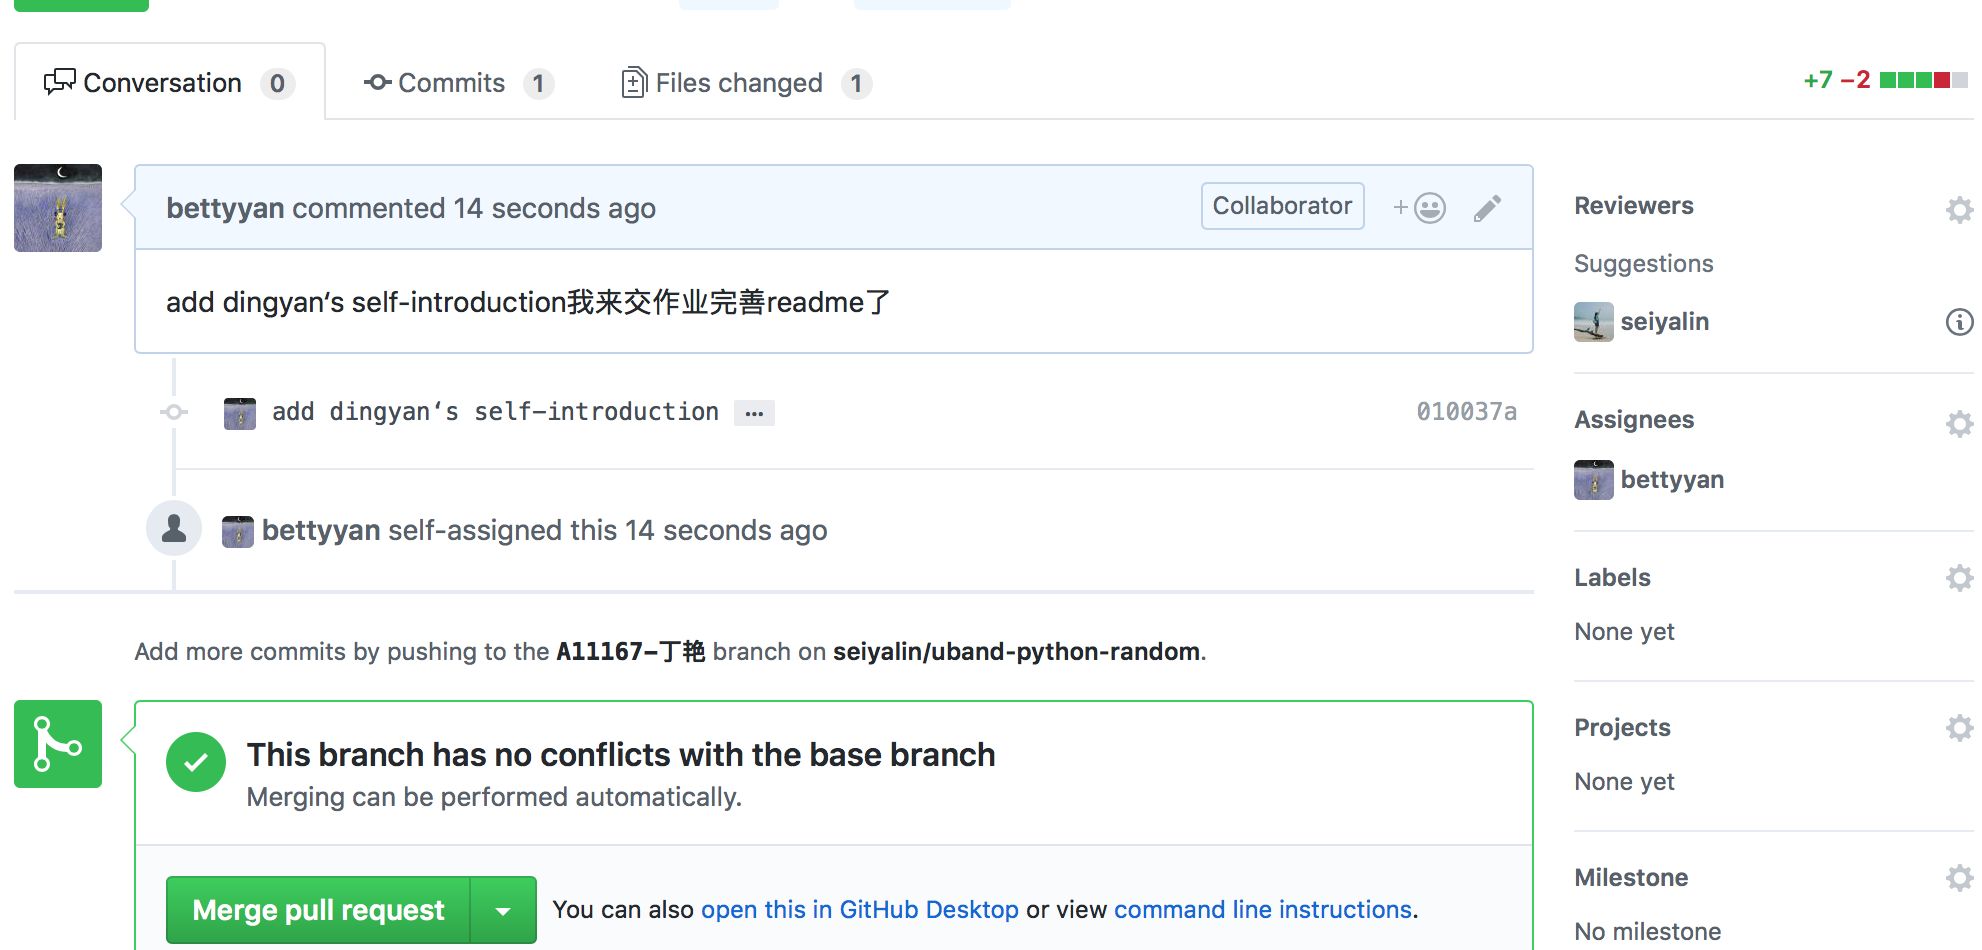 Conversation 0 Commits 1 Files changed 1 +7 −2
bettyyan commented 14 seconds ago Collaborator +
add dingyan‘s self-introduction我来交作业完善readme了
add dingyan‘s self-introduction … 010037a
bettyyan self-assigned this 14 seconds ago
Add more commits by pushing to the A11167-丁艳 branch on seiyalin/uband-python-random.
This branch has no conflicts with the base branch
Merging can be performed automatically.
Merge pull request You can also open this in GitHub Desktop or view command line instructions.
Reviewers
Suggestions
seiyalin
Assignees
bettyyan
Labels
None yet
Projects
None yet
Milestone
No milestone